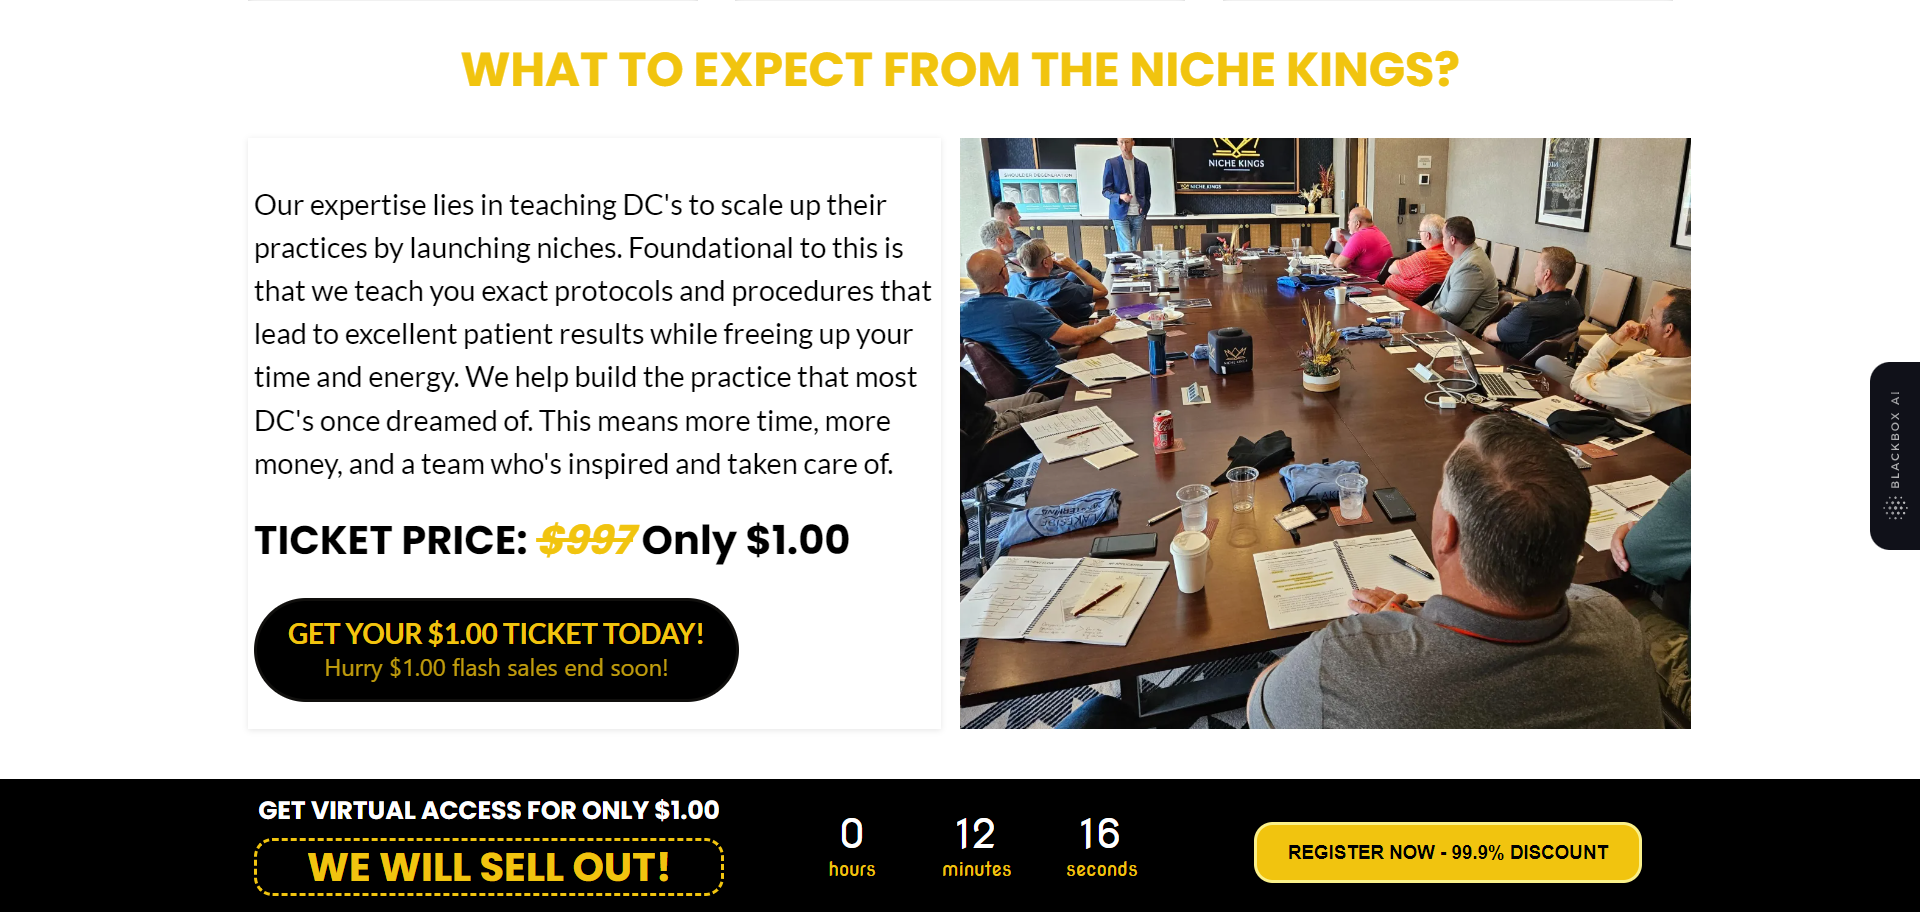 WHAT TO EXPECT FROM THE NICHE KINGS?
Our expertise lies in teaching DC's to scale up their
practices by launching niches. Foundational to this is
that we teach you exact protocols and procedures that
lead to excellent patient results while freeing up your
time and energy. We help build the practice that most
DC's once dreamed of. This means more time, more
money, and a team who's inspired and taken care of.
TICKET PRICE: $997 Only $1.00
GET YOUR $1.00 TICKET TODAY!
Hurry $1.00 flash sales end soon!
SHOULDER DEGENERATION
NICHE KINGS
NICHE KINGS
NICHE KINGS
BLACKBOX AI
GET VIRTUAL ACCESS FOR ONLY $1.00
WE WILL SELL OUT!
0 12 16
hours minutes seconds
REGISTER NOW - 99.9% DISCOUNT